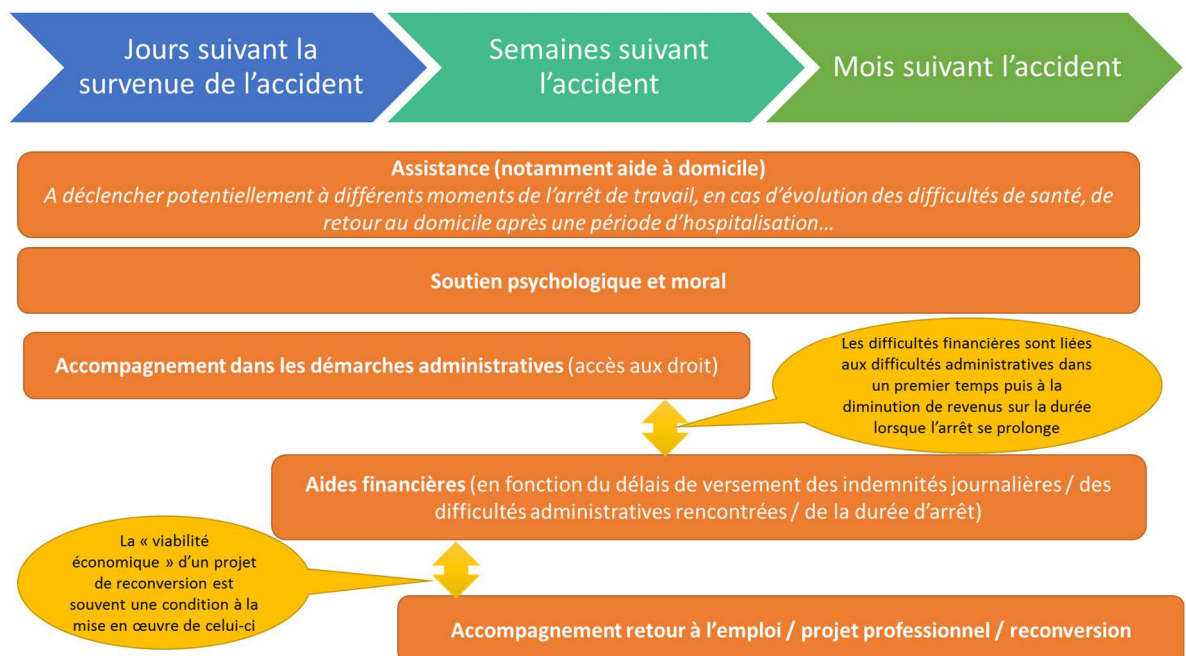 Jours suivant la
survenue de l'accident
Semaines suivant
l'accident
Mois suivant l'accident
Assistance (notamment aide à domicile)
A déclencher potentiellement à différents moments de l'arrêt de travail, en cas d'évolution des difficultés de santé, de
retour au domicile après une période d'hospitalisation…
Soutien psychologique et moral
Accompagnement dans les démarches administratives (accès aux droit)
Les difficultés financières sont liées
aux difficultés administratives dans
un premier temps puis à la
diminution de revenus sur la durée
lorsque l'arrêt se prolonge
Aides financières (en fonction du délais de versement des indemnités journalières / des
difficultés administratives rencontrées / de la durée d'arrêt)
La « viabilité
économique » d'un projet
de reconversion est
souvent une condition à la
mise en œuvre de celui-ci
Accompagnement retour à l'emploi / projet professionnel / reconversion